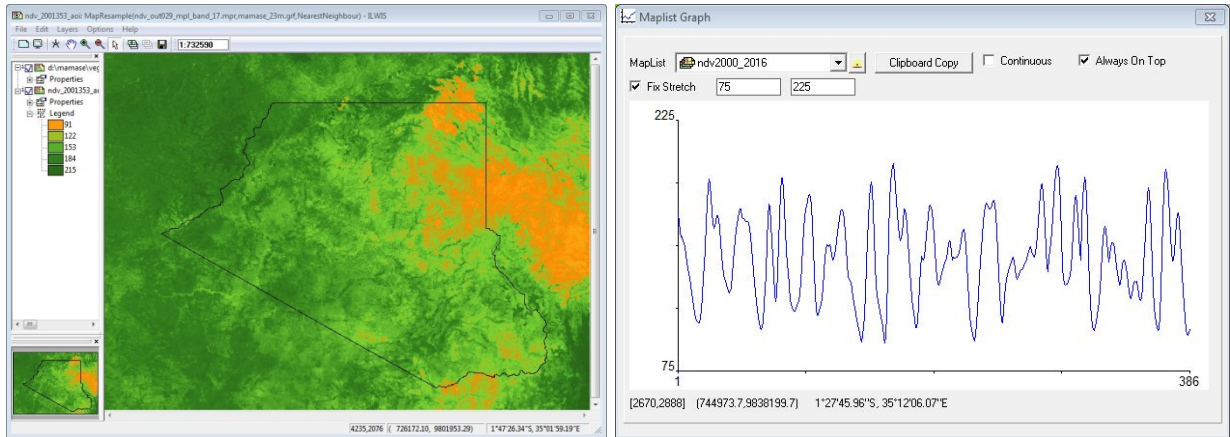 ndv_2001353_aoi: MapResample(ndv_out029_mpl_band_17.mpr,mamase_23m.grf,NearestNeighbour) - ILWIS
File Edit Layers Options Help
1:732590
d:\mamase\veg
Properties
ndv_2001353_ao
Properties
Legend
91
122
153
184
215
4235,2076 ( 726172.10, 9801953.29) 1°47'26.34"S, 35°01'59.19"E
Maplist Graph
MapList ndv2000_2016 Clipboard Copy Continuous Always On Top
Fix Stretch 75 225
225
75
1 386
[2670,2888] (744973.7,9838199.7) 1°27'45.96"S, 35°12'06.07"E